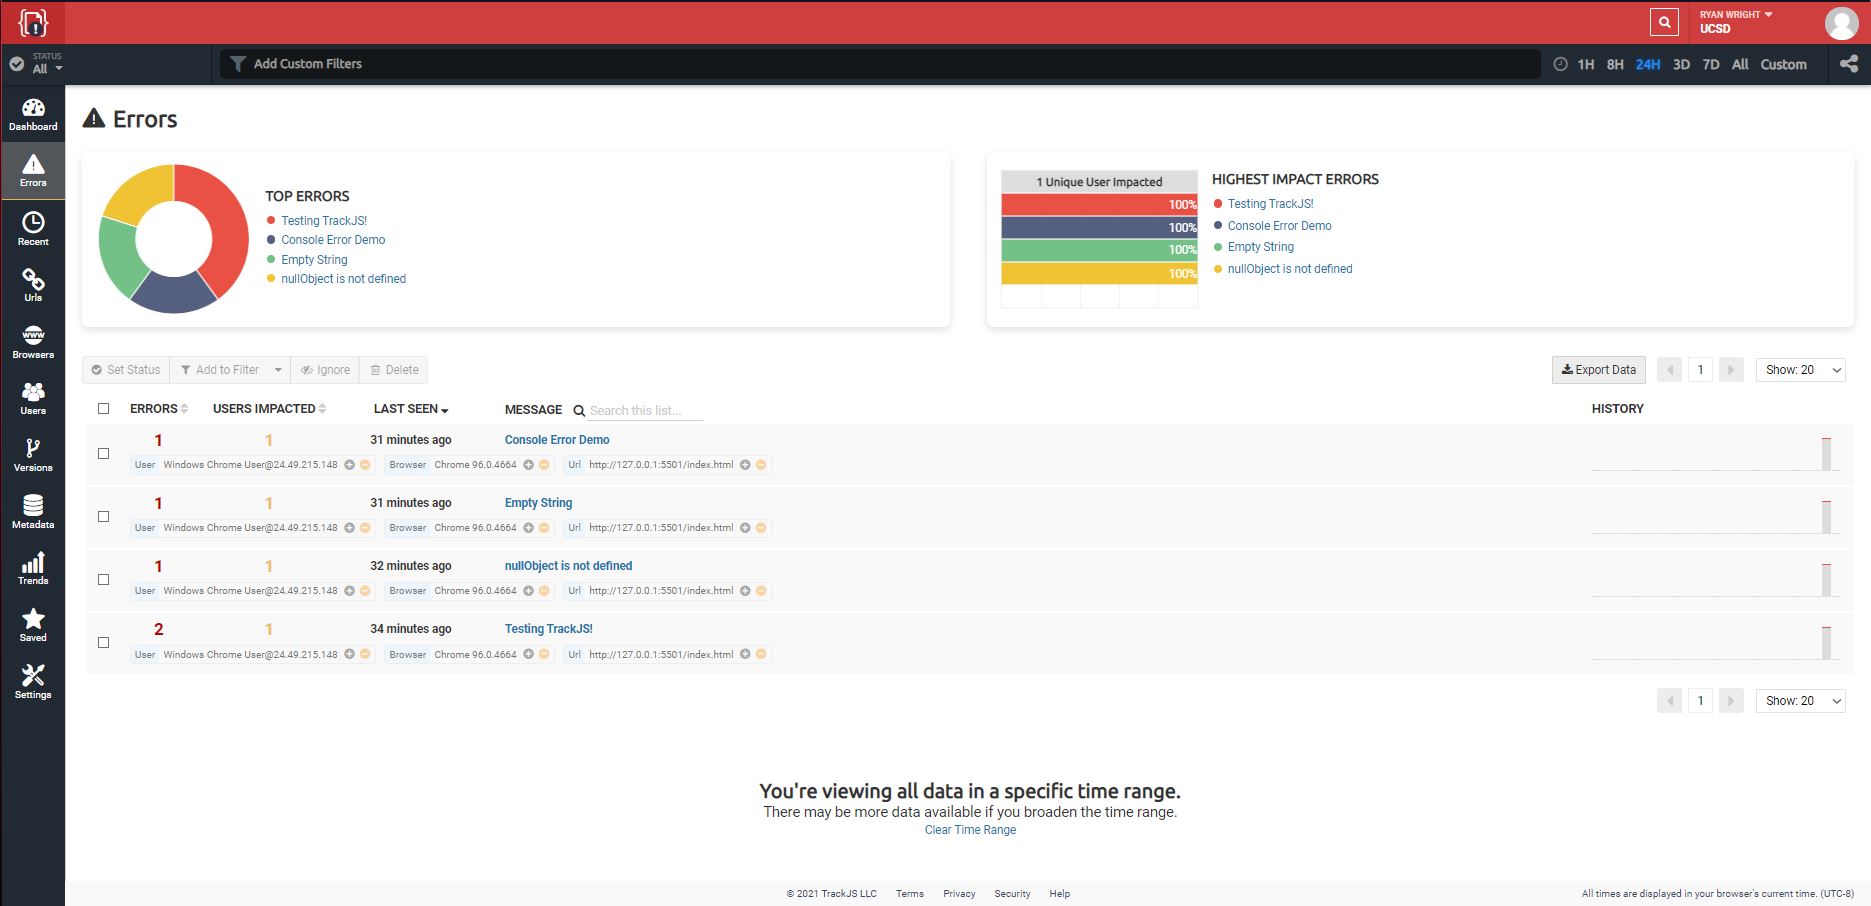 RYAN WRIGHT
UCSD
STATUS
All
Add Custom Filters
1H 8H 24H 3D 7D All Custom
Dashboard
Errors
Recent
Urls
Browsers
Users
Versions
Metadata
Trends
Saved
Settings
Errors
TOP ERRORS
Testing TrackJS!
Console Error Demo
Empty String
nullObject is not defined
1 Unique User Impacted
100%
100%
100%
100%
HIGHEST IMPACT ERRORS
Testing TrackJS!
Console Error Demo
Empty String
nullObject is not defined
Set Status Add to Filter Ignore Delete
Export Data 1 Show: 20
ERRORS USERS IMPACTED LAST SEEN MESSAGE Search this list... HISTORY
1 1 31 minutes ago Console Error Demo
User Windows Chrome User@24.49.215.148 Browser Chrome 96.0.4664 Url http://127.0.0.1:5501/index.html
1 1 31 minutes ago Empty String
User Windows Chrome User@24.49.215.148 Browser Chrome 96.0.4664 Url http://127.0.0.1:5501/index.html
1 1 32 minutes ago nullObject is not defined
User Windows Chrome User@24.49.215.148 Browser Chrome 96.0.4664 Url http://127.0.0.1:5501/index.html
2 1 34 minutes ago Testing TrackJS!
User Windows Chrome User@24.49.215.148 Browser Chrome 96.0.4664 Url http://127.0.0.1:5501/index.html
1 Show: 20
You're viewing all data in a specific time range.
There may be more data available if you broaden the time range.
Clear Time Range
© 2021 TrackJS LLC Terms Privacy Security Help
All times are displayed in your browser's current time. (UTC-8)